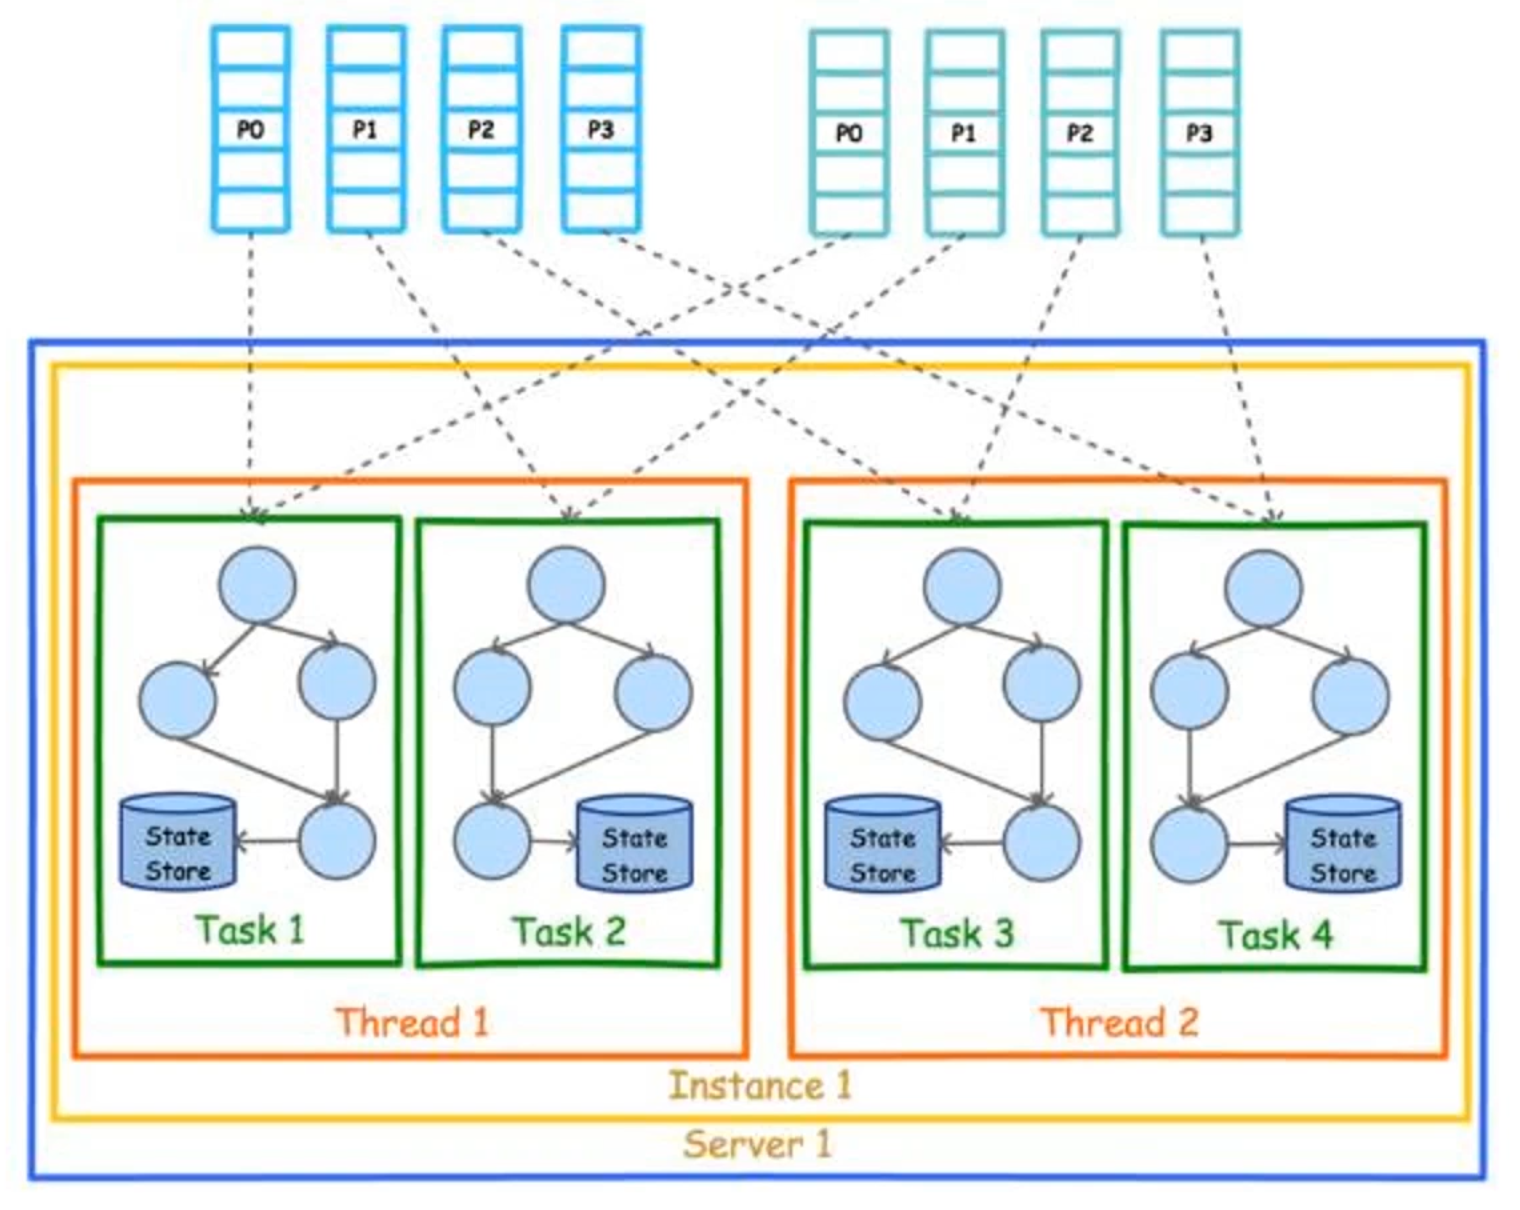 P0 P1 P2 P3 P0 P1 P2 P3
State
Store
State
Store
State
Store
State
Store
Task 1
Task 2
Task 3
Task 4
Thread 1
Thread 2
Instance 1
Server 1